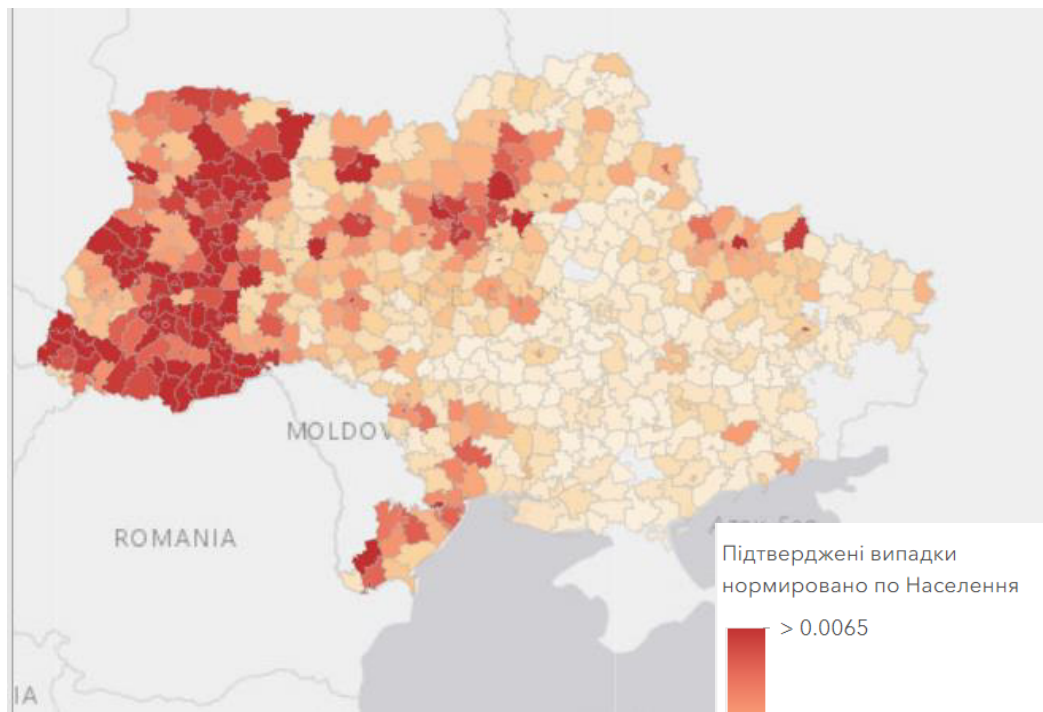 MOLDOV
ROMANIA
Підтверджені випадки
нормировано по Населення
> 0.0065
IA